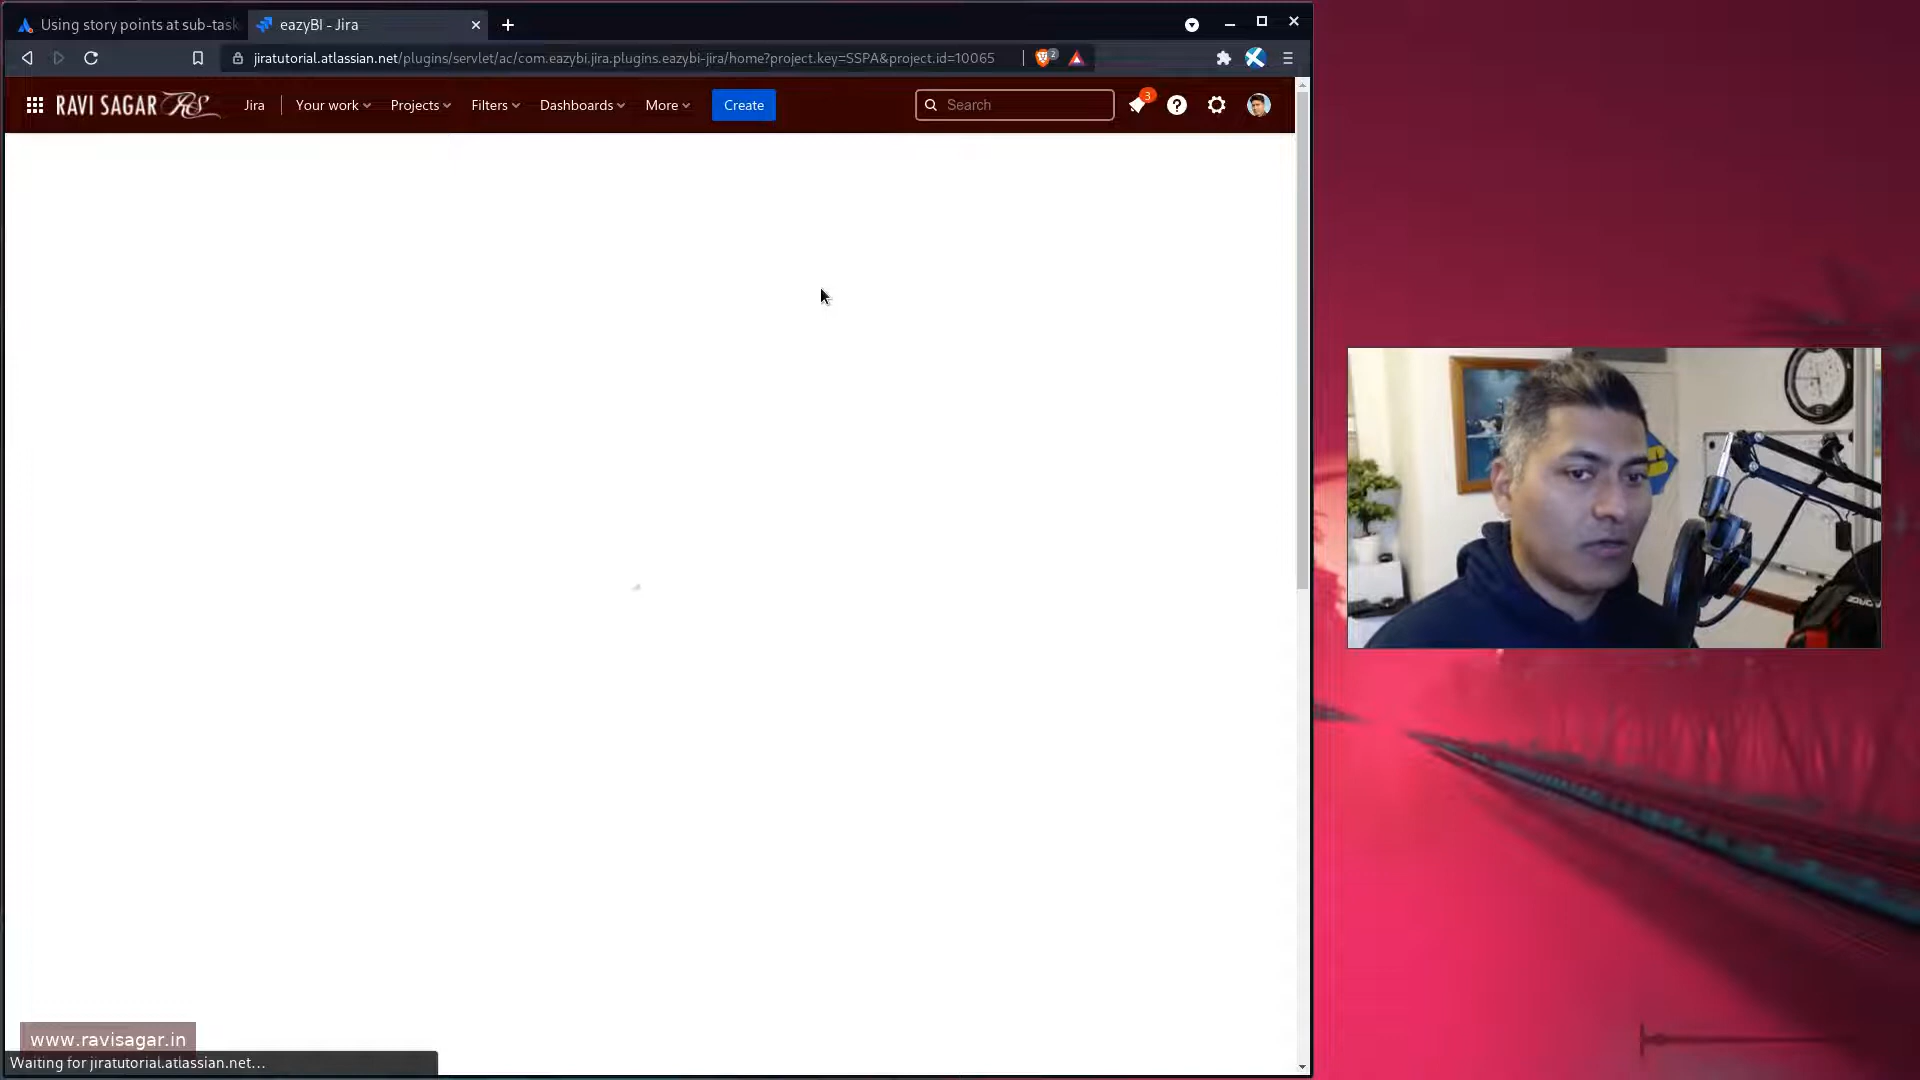 Using story points at sub-task
eazyBI - Jira
jiratutorial.atlassian.net/plugins/servlet/ac/com.eazybi.jira.plugins.eazybi-jira/home?project.key=SSPA&project.id=10065
2
RAVI SAGAR RS
Jira
Your work
Projects
Filters
Dashboards
More
Create
Search
3
www.ravisagar.in
Waiting for jiratutorial.atlassian.net...